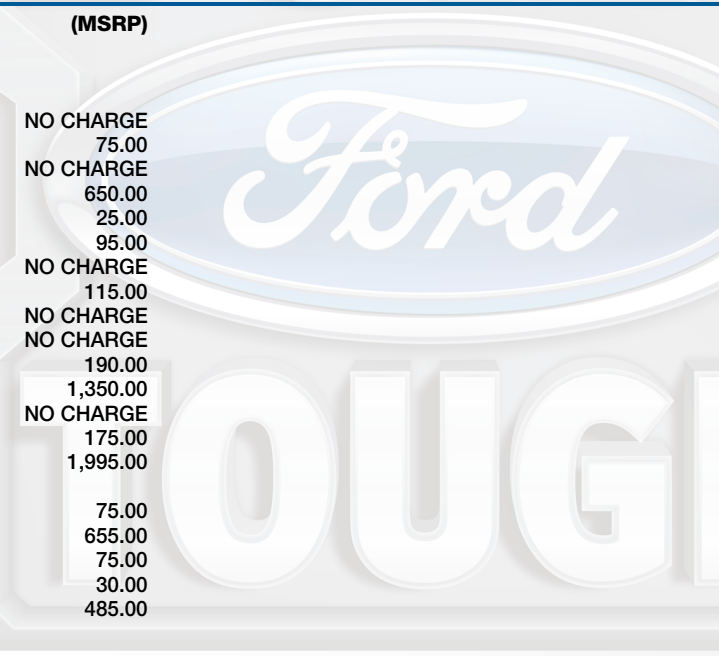 (MSRP)
NO CHARGE
75.00
NO CHARGE
650.00
25.00
95.00
NO CHARGE
115.00
NO CHARGE
NO CHARGE
190.00
1,350.00
NO CHARGE
175.00
1,995.00
75.00
655.00
75.00
30.00
485.00
Ford
TOUG